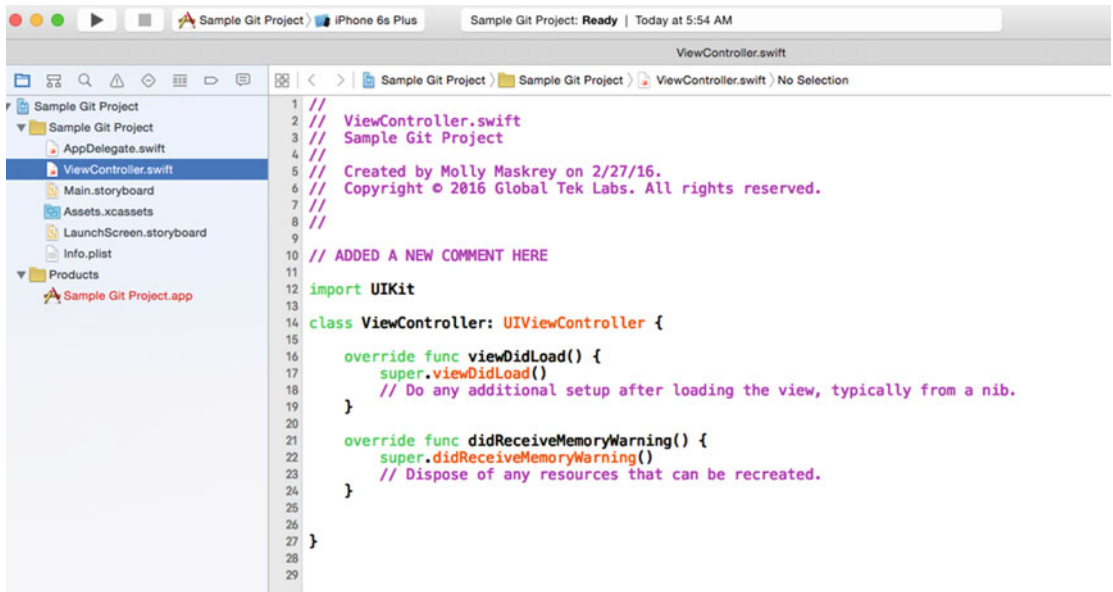 Sample Git Project iPhone 6s Plus
Sample Git Project: Ready | Today at 5:54 AM
ViewController.swift
Sample Git Project
Sample Git Project
AppDelegate.swift
ViewController.swift
Main.storyboard
Assets.xcassets
LaunchScreen.storyboard
Info.plist
Products
Sample Git Project.app
Sample Git Project Sample Git Project ViewController.swift No Selection
1 //
2 //  ViewController.swift
3 //  Sample Git Project
4 //
5 //  Created by Molly Maskrey on 2/27/16.
6 //  Copyright © 2016 Global Tek Labs. All rights reserved.
7 //
8 //
9
10 // ADDED A NEW COMMENT HERE
11
12 import UIKit
13
14 class ViewController: UIViewController {
15
16     override func viewDidLoad() {
17         super.viewDidLoad()
18         // Do any additional setup after loading the view, typically from a nib.
19     }
20
21     override func didReceiveMemoryWarning() {
22         super.didReceiveMemoryWarning()
23         // Dispose of any resources that can be recreated.
24     }
25
26
27 }
28
29